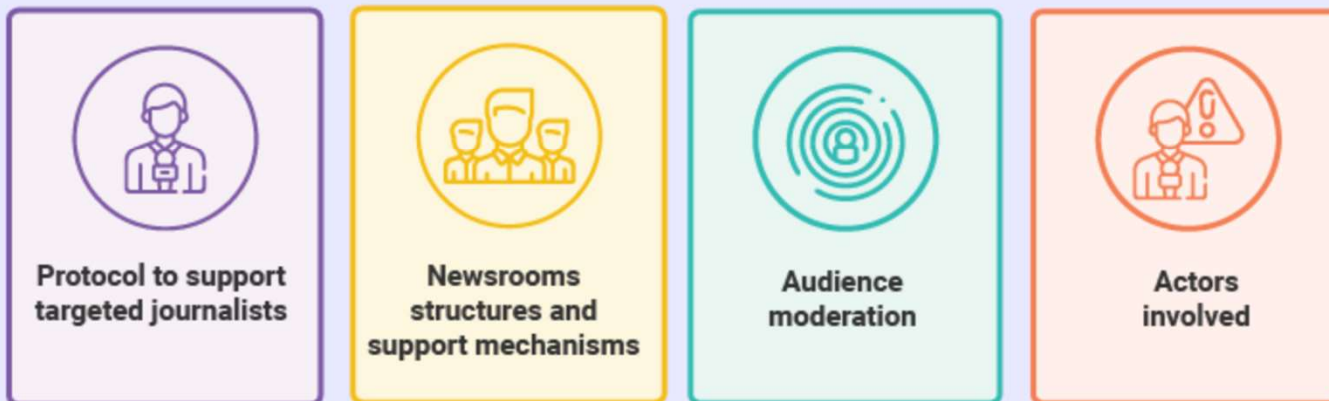 Protocol to support
targeted journalists
Newsrooms
structures and
support mechanisms
Audience
moderation
Actors
involved